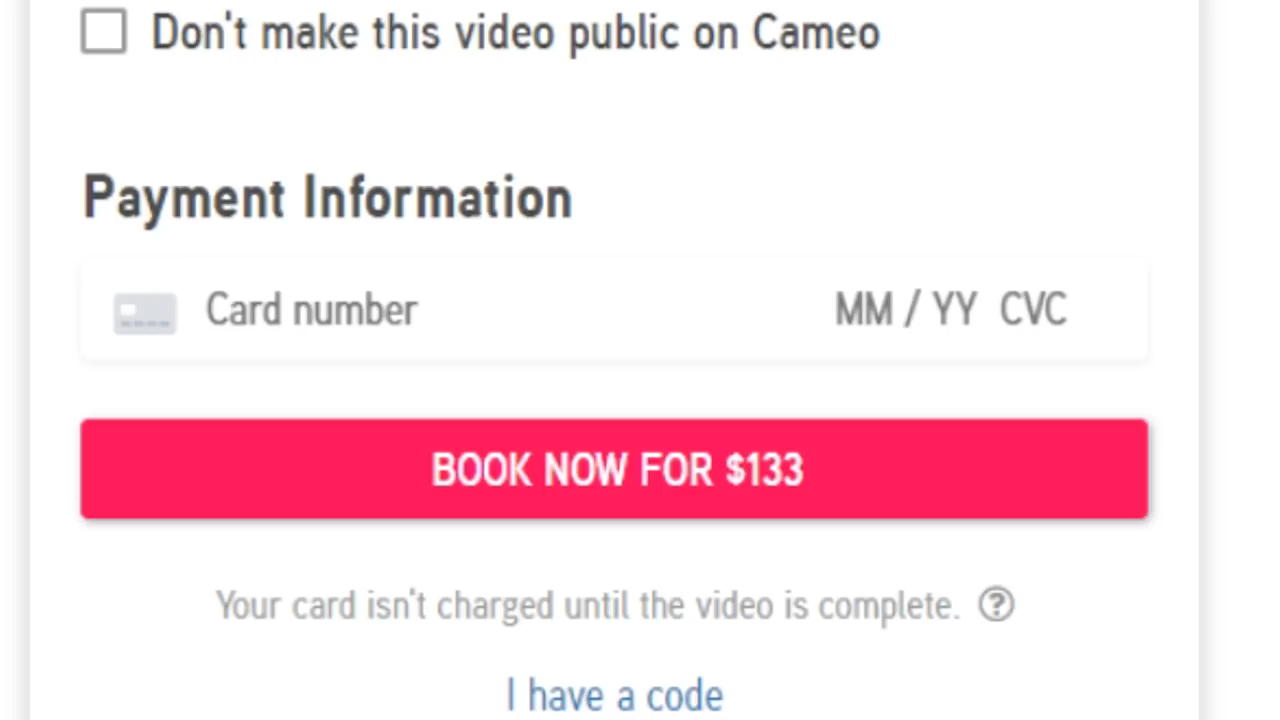 Don't make this video public on Cameo
Payment Information
Card number MM / YY CVC
BOOK NOW FOR $133
Your card isn't charged until the video is complete. ?
I have a code